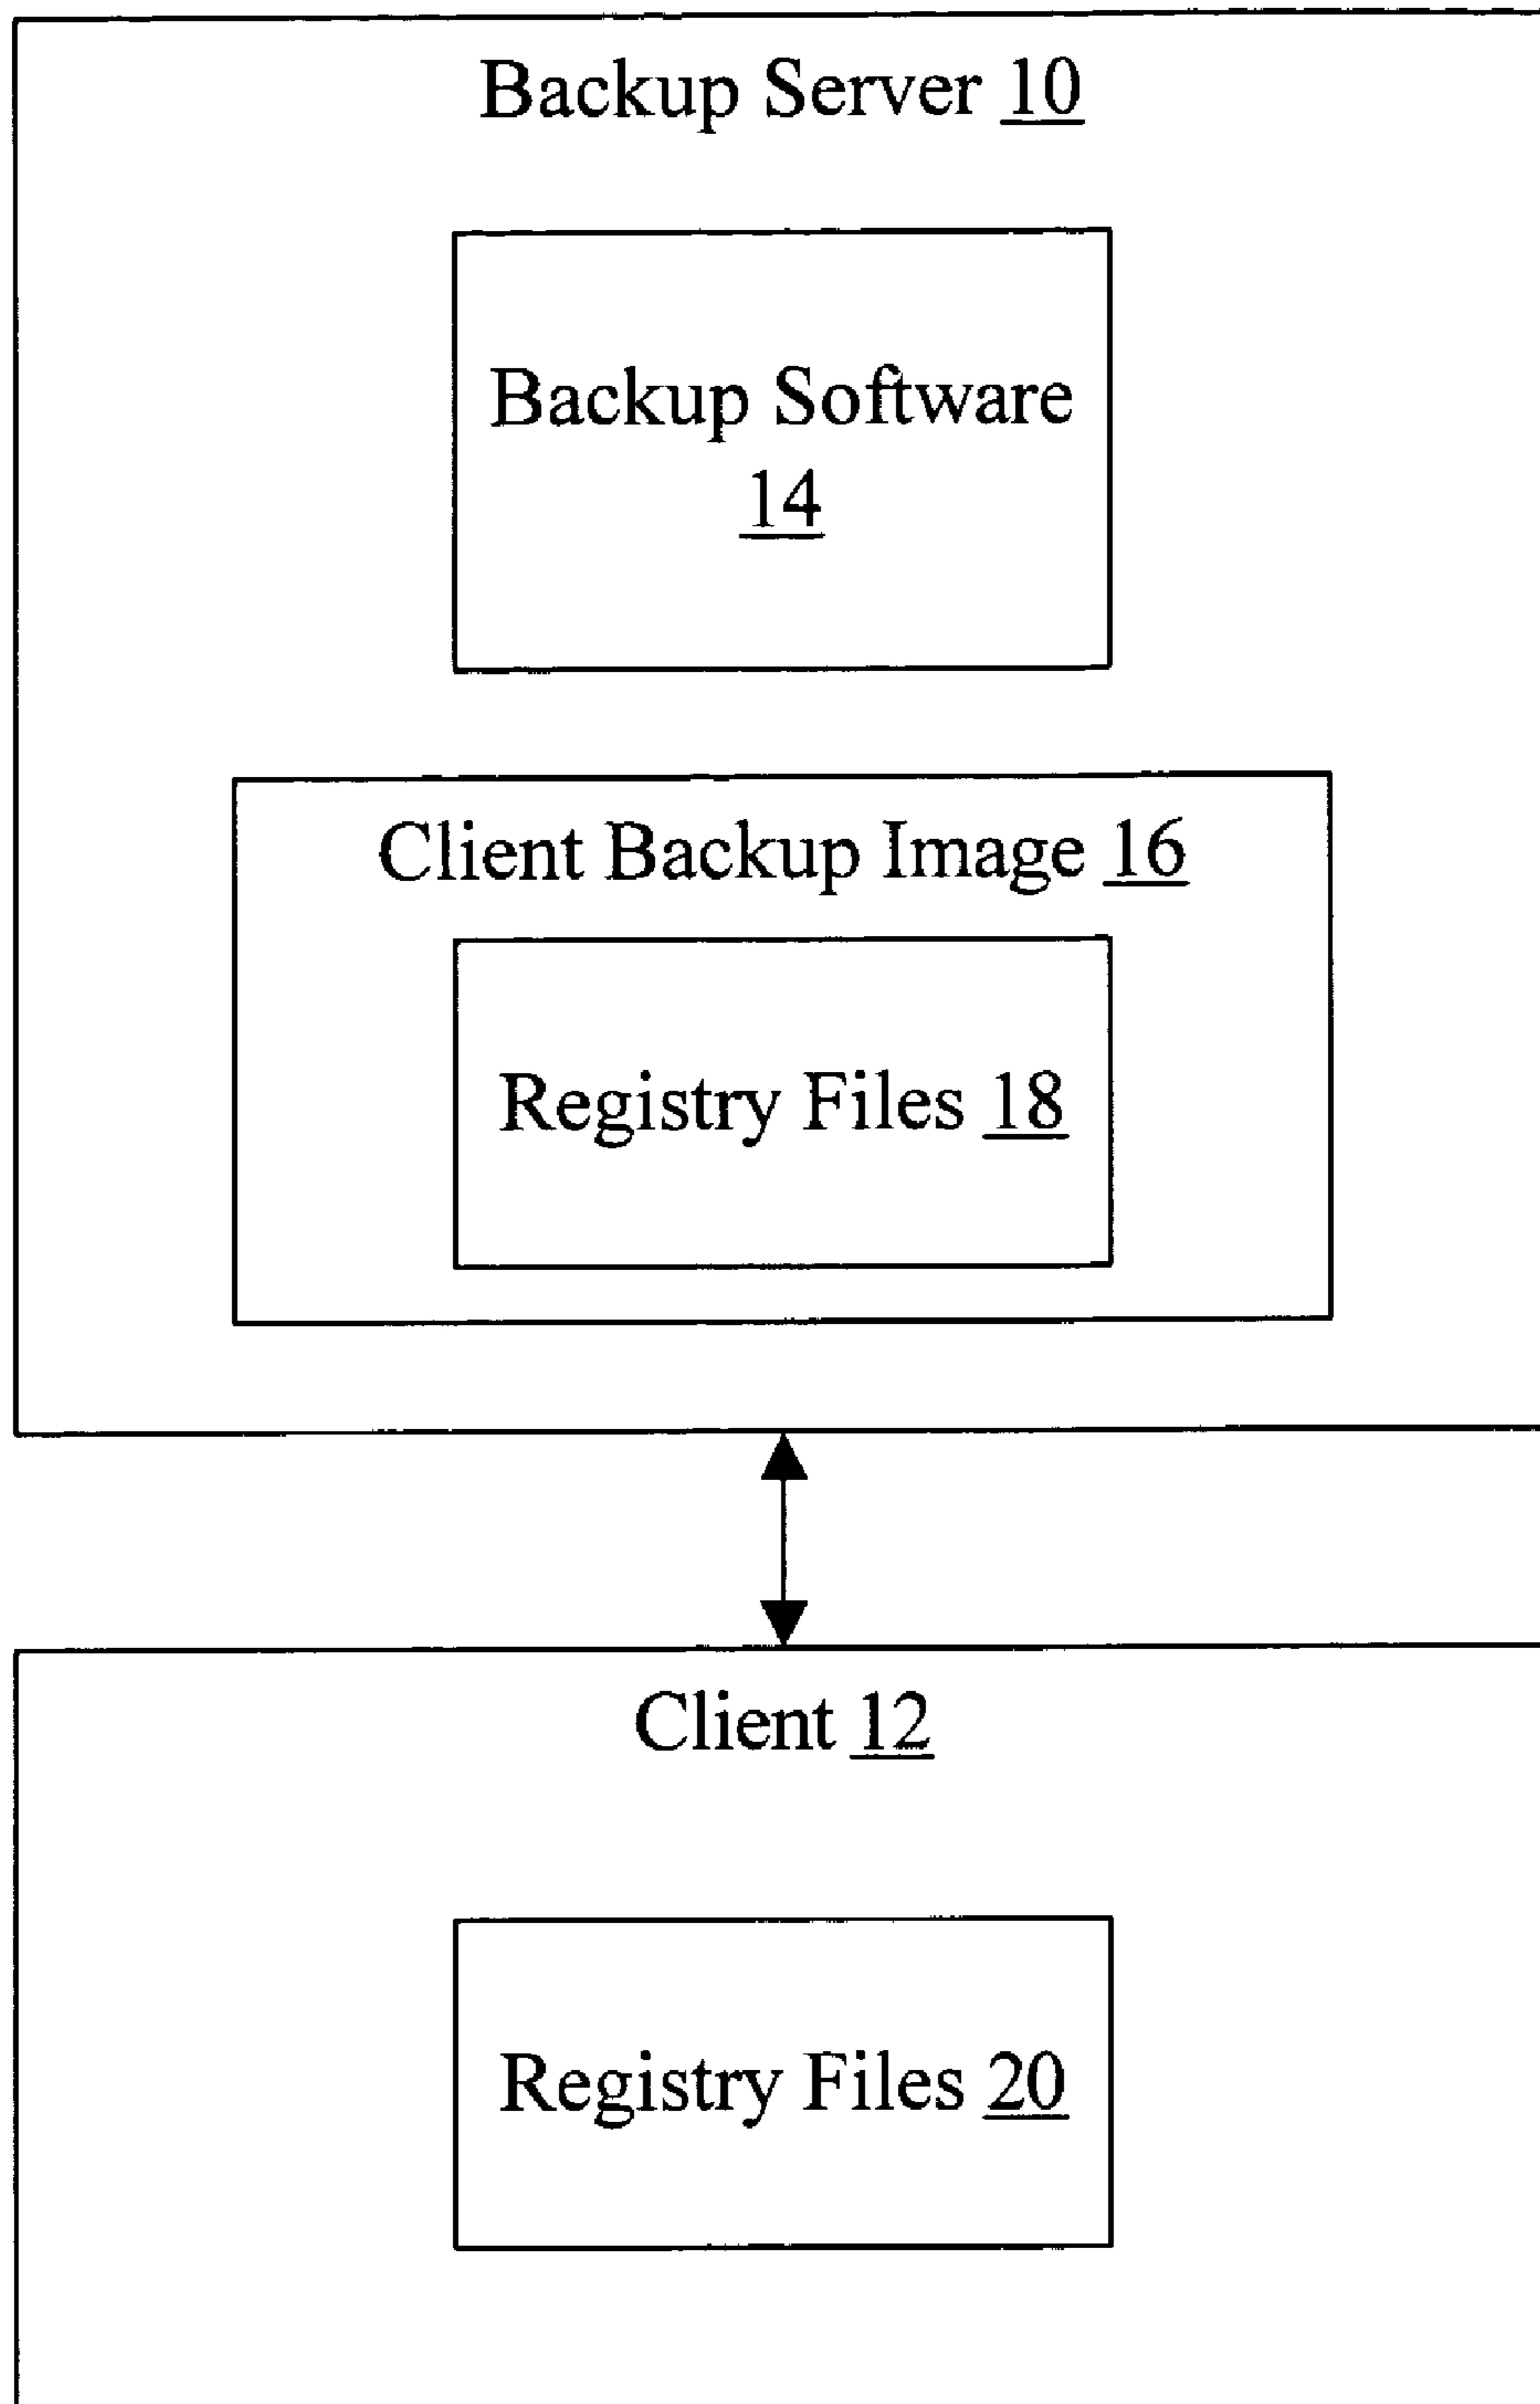 Backup Server 10
Backup Software
14
Client Backup Image 16
Registry Files 18
Client 12
Registry Files 20